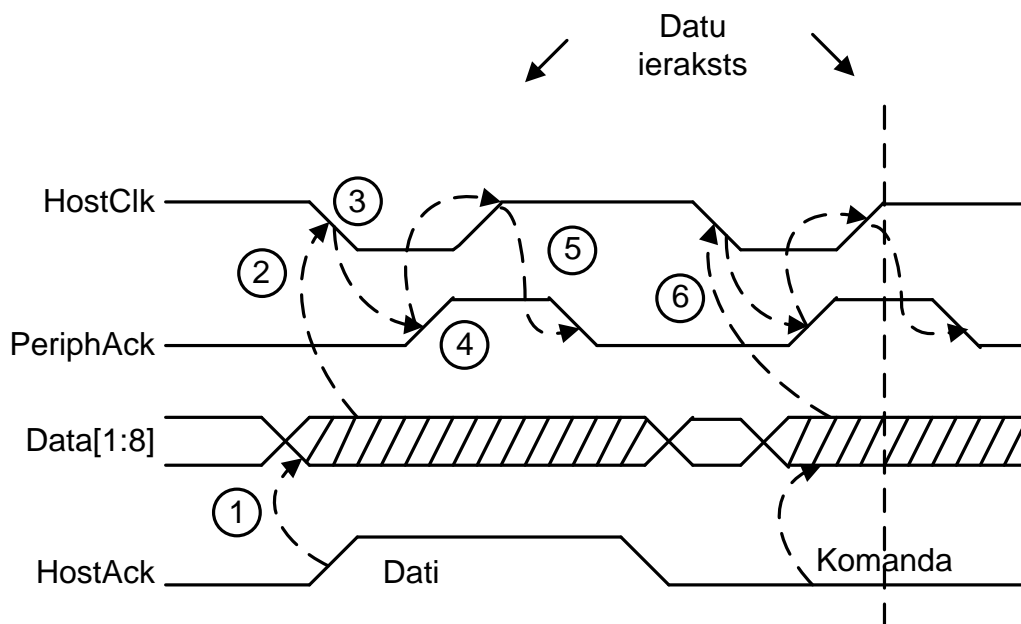 Datu
ieraksts
HostClk
3
2
5
6
PeriphAck
4
Data[1:8]
1
HostAck
Dati
Komanda